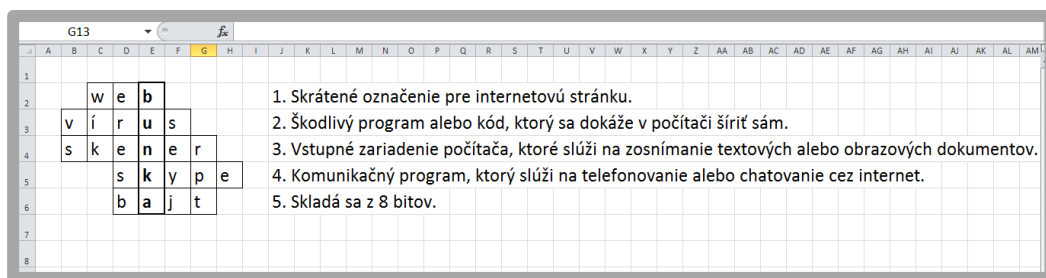 G13 fx
A B C D E F G H I J K L M N O P Q R S T U V W X Y Z AA AB AC AD AE AF AG AH AI AJ AK AL AM
1
2 w e b 1. Skrátené označenie pre internetovú stránku.
3 v í r u s 2. Škodlivý program alebo kód, ktorý sa dokáže v počítači šíriť sám.
4 s k e n e r 3. Vstupné zariadenie počítača, ktoré slúži na zosnímanie textových alebo obrazových dokumentov.
5 s k y p e 4. Komunikačný program, ktorý slúži na telefonovanie alebo chatovanie cez internet.
6 b a j t 5. Skladá sa z 8 bitov.
7
8